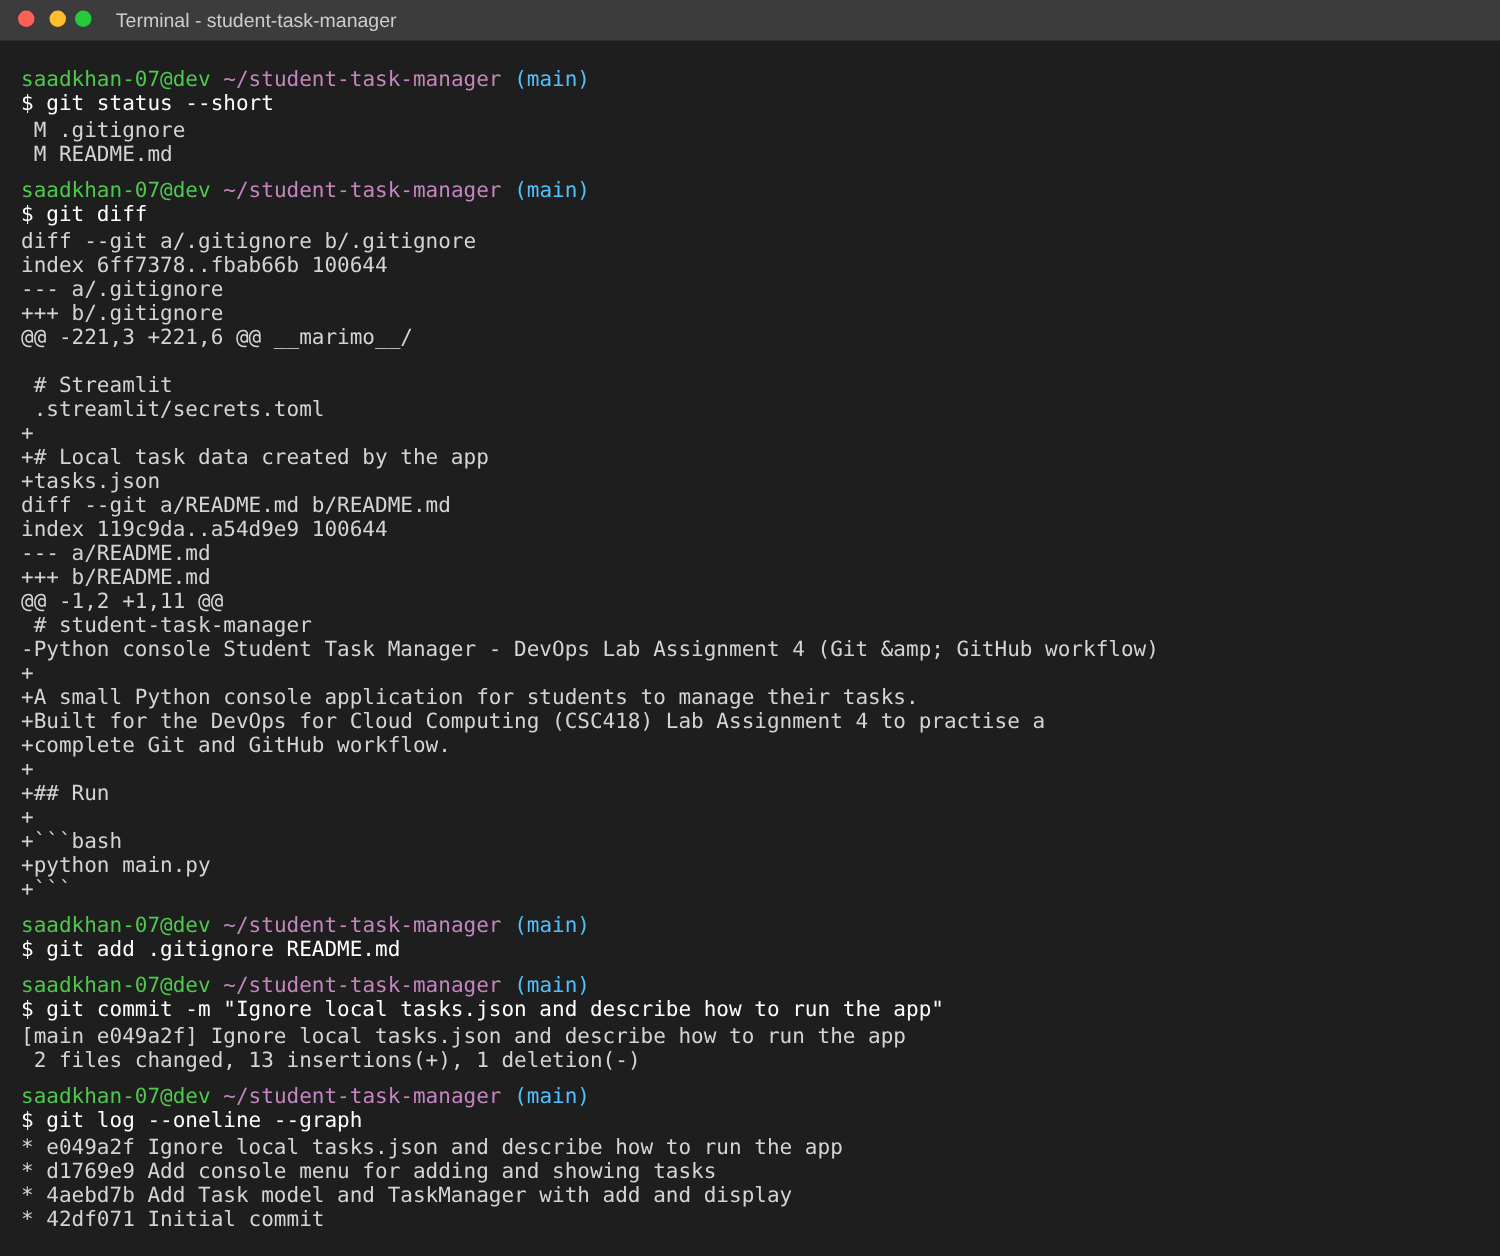 Terminal - student-task-manager
saadkhan-07@dev ~/student-task-manager (main)
$ git status --short
 M .gitignore
 M README.md
saadkhan-07@dev ~/student-task-manager (main)
$ git diff
diff --git a/.gitignore b/.gitignore
index 6ff7378..fbab66b 100644
--- a/.gitignore
+++ b/.gitignore
@@ -221,3 +221,6 @@ __marimo__/

 # Streamlit
 .streamlit/secrets.toml
+
+# Local task data created by the app
+tasks.json
diff --git a/README.md b/README.md
index 119c9da..a54d9e9 100644
--- a/README.md
+++ b/README.md
@@ -1,2 +1,11 @@
 # student-task-manager
-Python console Student Task Manager - DevOps Lab Assignment 4 (Git &amp; GitHub workflow)
+
+A small Python console application for students to manage their tasks.
+Built for the DevOps for Cloud Computing (CSC418) Lab Assignment 4 to practise a
+complete Git and GitHub workflow.
+
+## Run
+
+```bash
+python main.py
+```
saadkhan-07@dev ~/student-task-manager (main)
$ git add .gitignore README.md
saadkhan-07@dev ~/student-task-manager (main)
$ git commit -m "Ignore local tasks.json and describe how to run the app"
[main e049a2f] Ignore local tasks.json and describe how to run the app
 2 files changed, 13 insertions(+), 1 deletion(-)
saadkhan-07@dev ~/student-task-manager (main)
$ git log --oneline --graph
* e049a2f Ignore local tasks.json and describe how to run the app
* d1769e9 Add console menu for adding and showing tasks
* 4aebd7b Add Task model and TaskManager with add and display
* 42df071 Initial commit